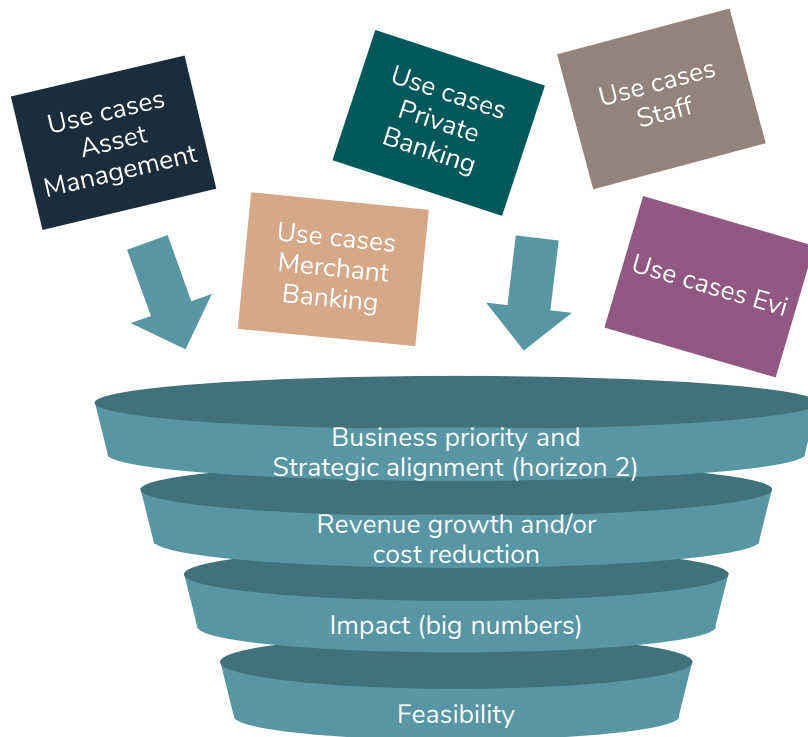 Use cases
Asset
Management
Use cases
Private
Banking
Use cases
Staff
Use cases
Merchant
Banking
Use cases Evi
Business priority and
Strategic alignment (horizon 2)
Revenue growth and/or
cost reduction
Impact (big numbers)
Feasibility